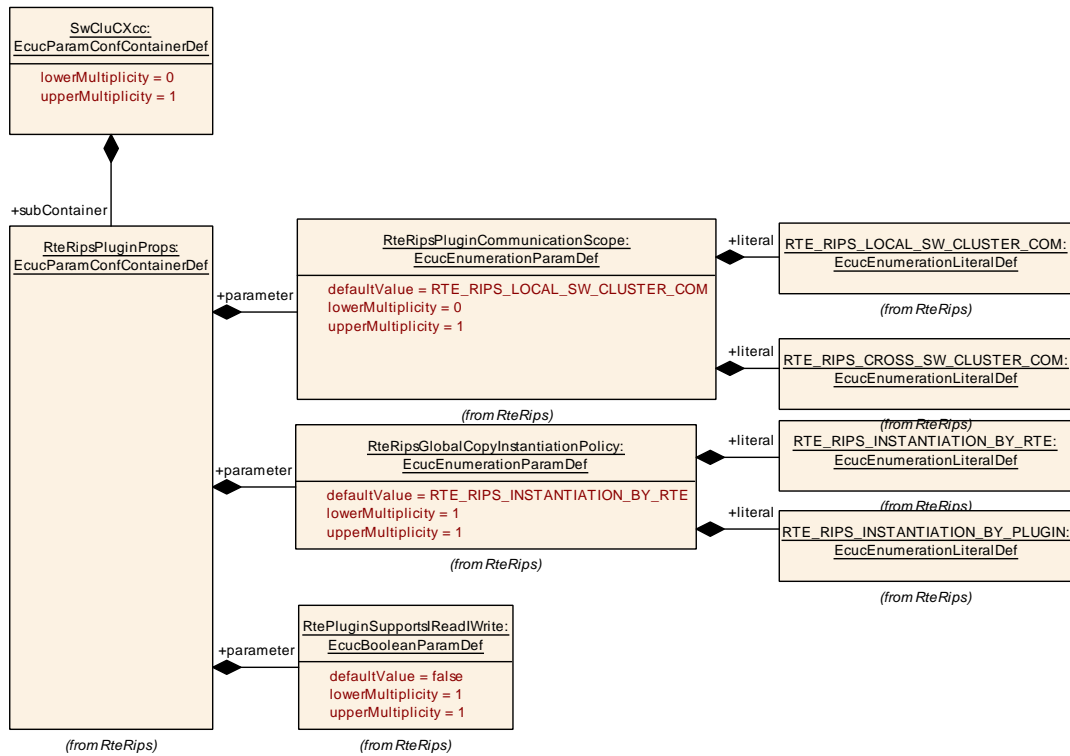 SwCluCXcc:
EcucParamConfContainerDef
lowerMultiplicity = 0
upperMultiplicity = 1
+subContainer
RteRipsPluginProps:
EcucParamConfContainerDef
(from RteRips)
+parameter
RteRipsPluginCommunicationScope:
EcucEnumerationParamDef
defaultValue = RTE_RIPS_LOCAL_SW_CLUSTER_COM
lowerMultiplicity = 0
upperMultiplicity = 1
(from RteRips)
+literal
RTE_RIPS_LOCAL_SW_CLUSTER_COM:
EcucEnumerationLiteralDef
(from RteRips)
+literal
RTE_RIPS_CROSS_SW_CLUSTER_COM:
EcucEnumerationLiteralDef
(from RteRips)
+parameter
RteRipsGlobalCopyInstantiationPolicy:
EcucEnumerationParamDef
defaultValue = RTE_RIPS_INSTANTIATION_BY_RTE
lowerMultiplicity = 1
upperMultiplicity = 1
(from RteRips)
+literal
RTE_RIPS_INSTANTIATION_BY_RTE:
EcucEnumerationLiteralDef
+literal
RTE_RIPS_INSTANTIATION_BY_PLUGIN:
EcucEnumerationLiteralDef
(from RteRips)
+parameter
RtePluginSupportsIReadIWrite:
EcucBooleanParamDef
defaultValue = false
lowerMultiplicity = 1
upperMultiplicity = 1
(from RteRips)